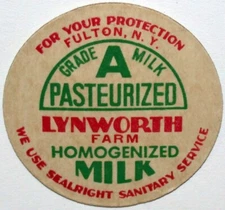 FOR YOUR PROTECTION
FULTON, N.Y.
GRADE A MILK
PASTEURIZED
LYNWORTH
FARM
HOMOGENIZED
MILK
WE USE SEALRIGHT SANITARY SERVICE